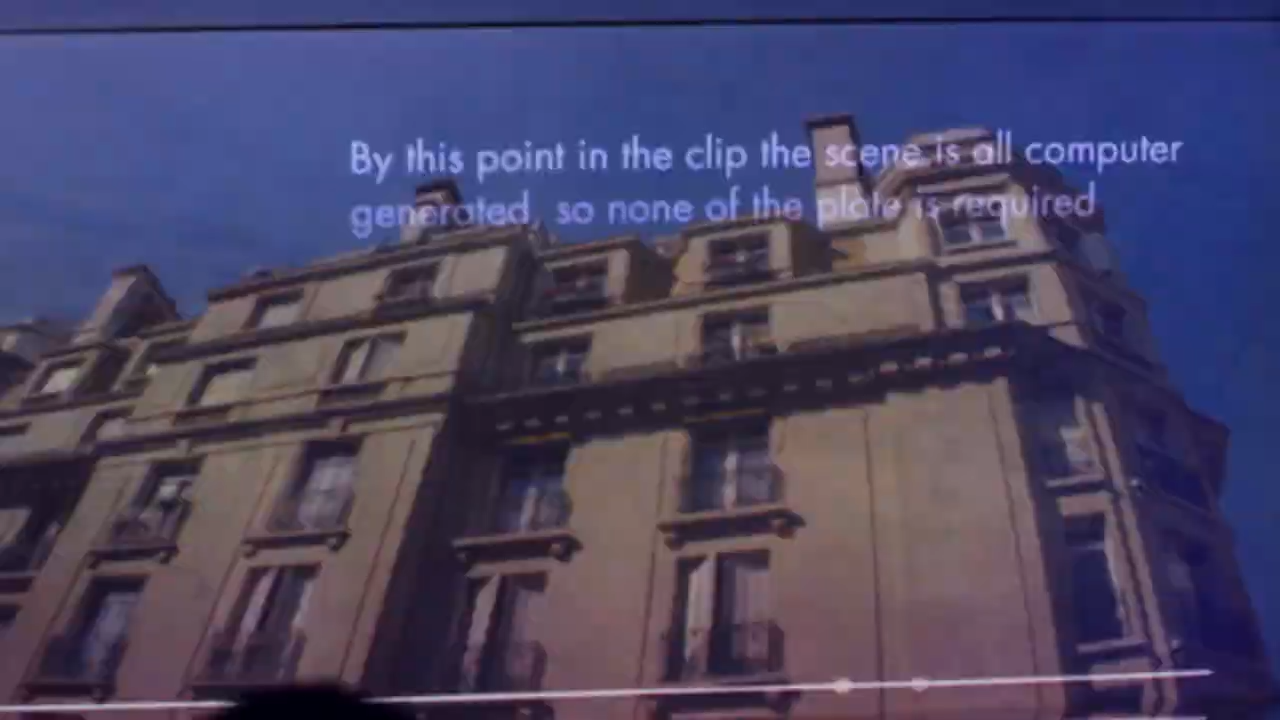 By this point in the clip the scene is all computer
generated, so none of the plate is required